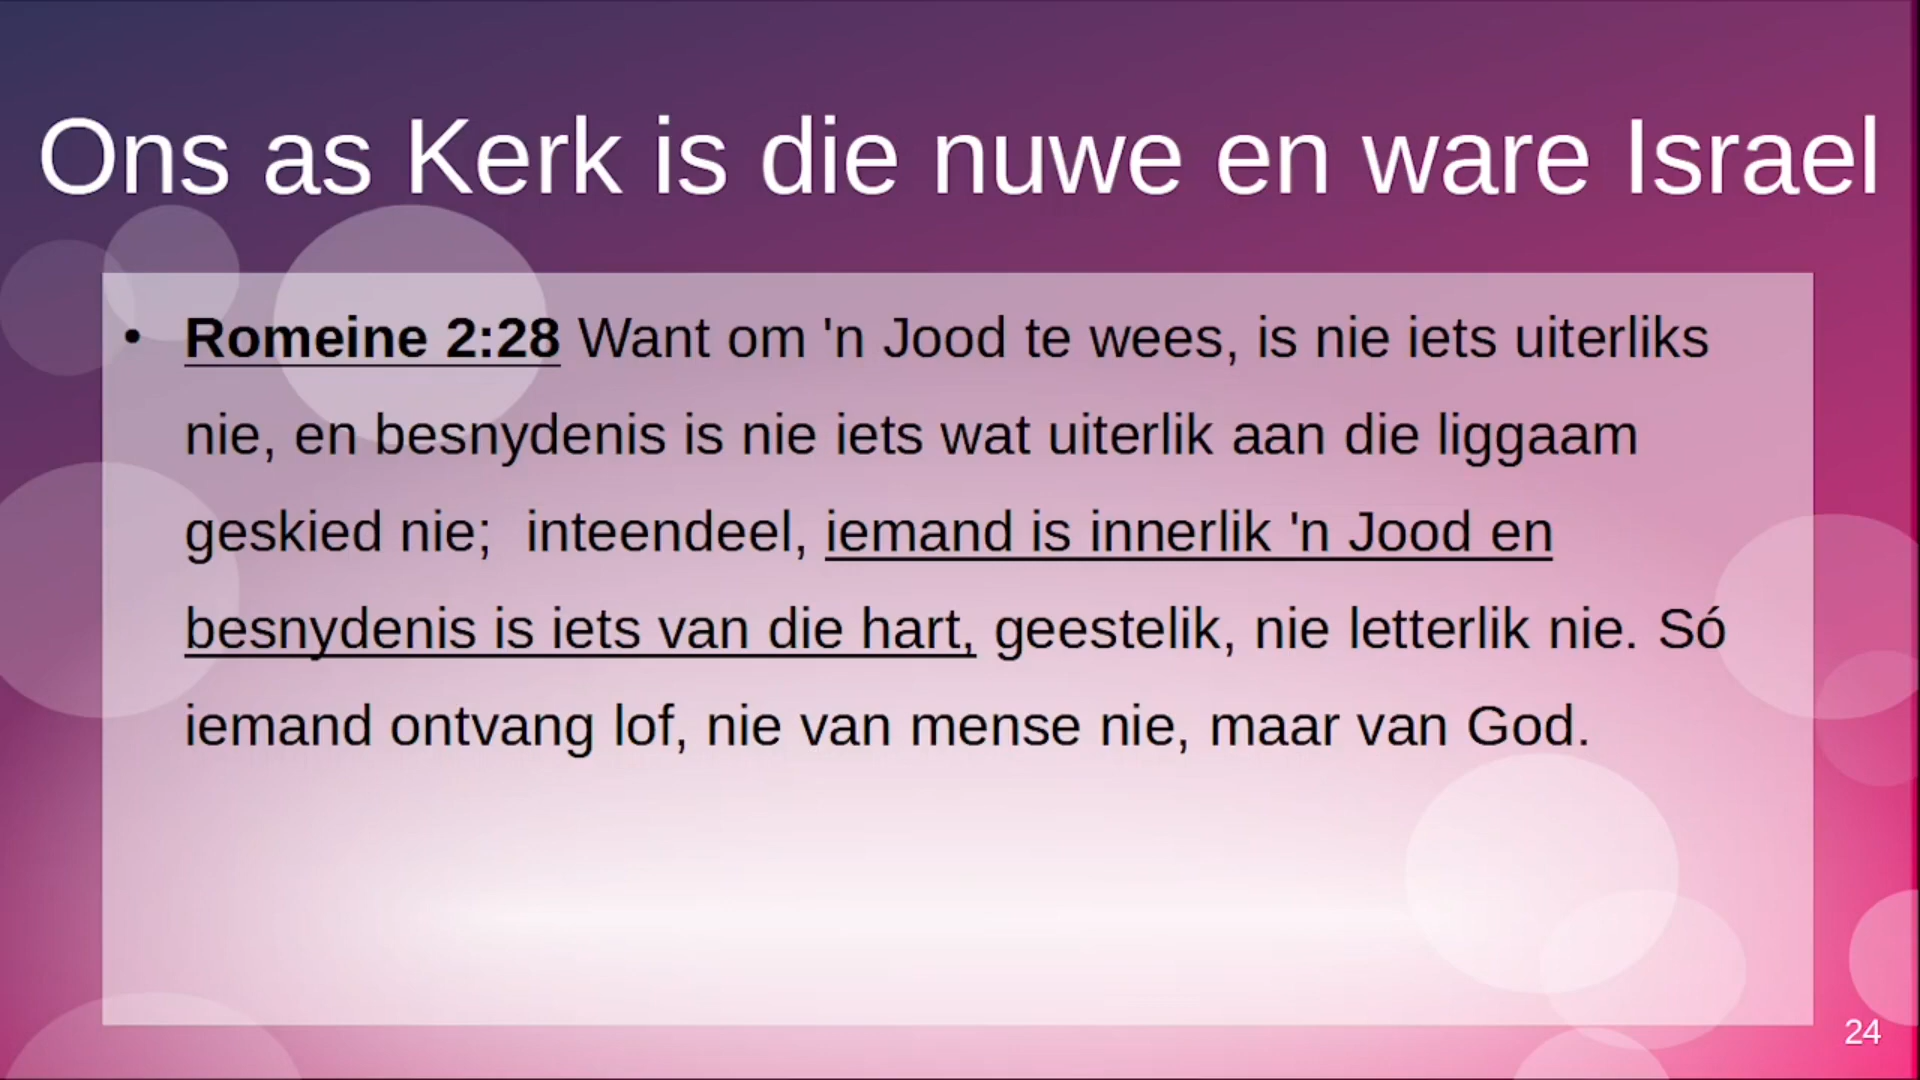 Ons as Kerk is die nuwe en ware Israel
• Romeine 2:28 Want om 'n Jood te wees, is nie iets uiterliks
nie, en besnydenis is nie iets wat uiterlik aan die liggaam
geskied nie;  inteendeel, iemand is innerlik 'n Jood en
besnydenis is iets van die hart, geestelik, nie letterlik nie. Só
iemand ontvang lof, nie van mense nie, maar van God.
24